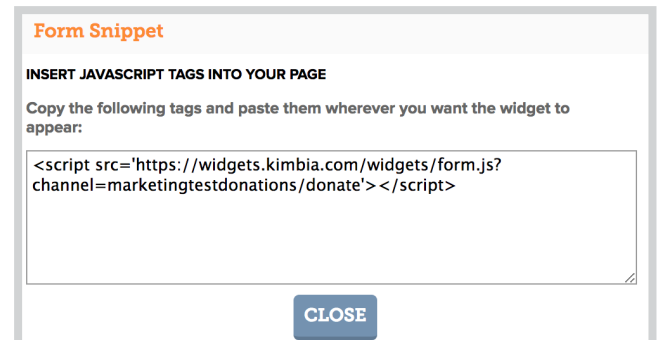 Form Snippet
INSERT JAVASCRIPT TAGS INTO YOUR PAGE
Copy the following tags and paste them wherever you want the widget to
appear:
<script src='https://widgets.kimbia.com/widgets/form.js?
channel=marketingtestdonations/donate'></script>
CLOSE